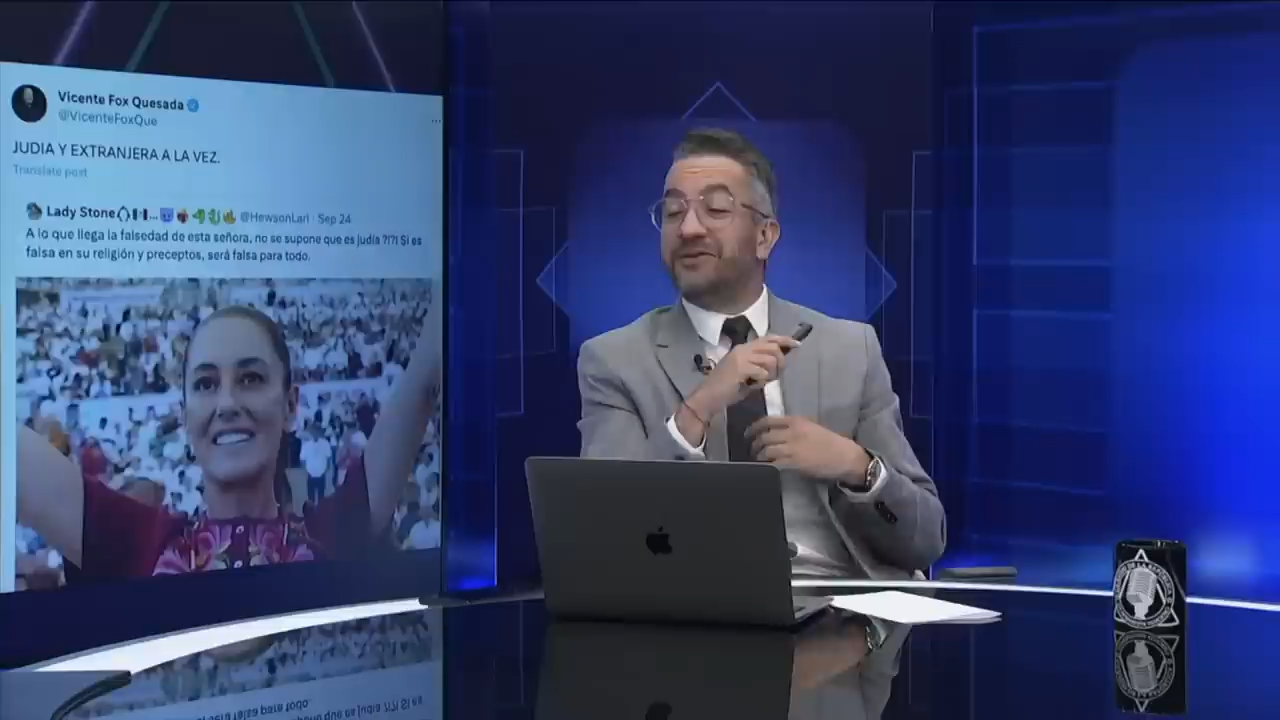 Vicente Fox Quesada
@VicenteFoxQue
JUDIA Y EXTRANJERA A LA VEZ.
Translate post
Lady Stone
@HewsonLari · Sep 24
A lo que llega la falsedad de esta señora, no se supone que es judía ?!?! Si es
falsa en su religión y preceptos, será falsa para todo.